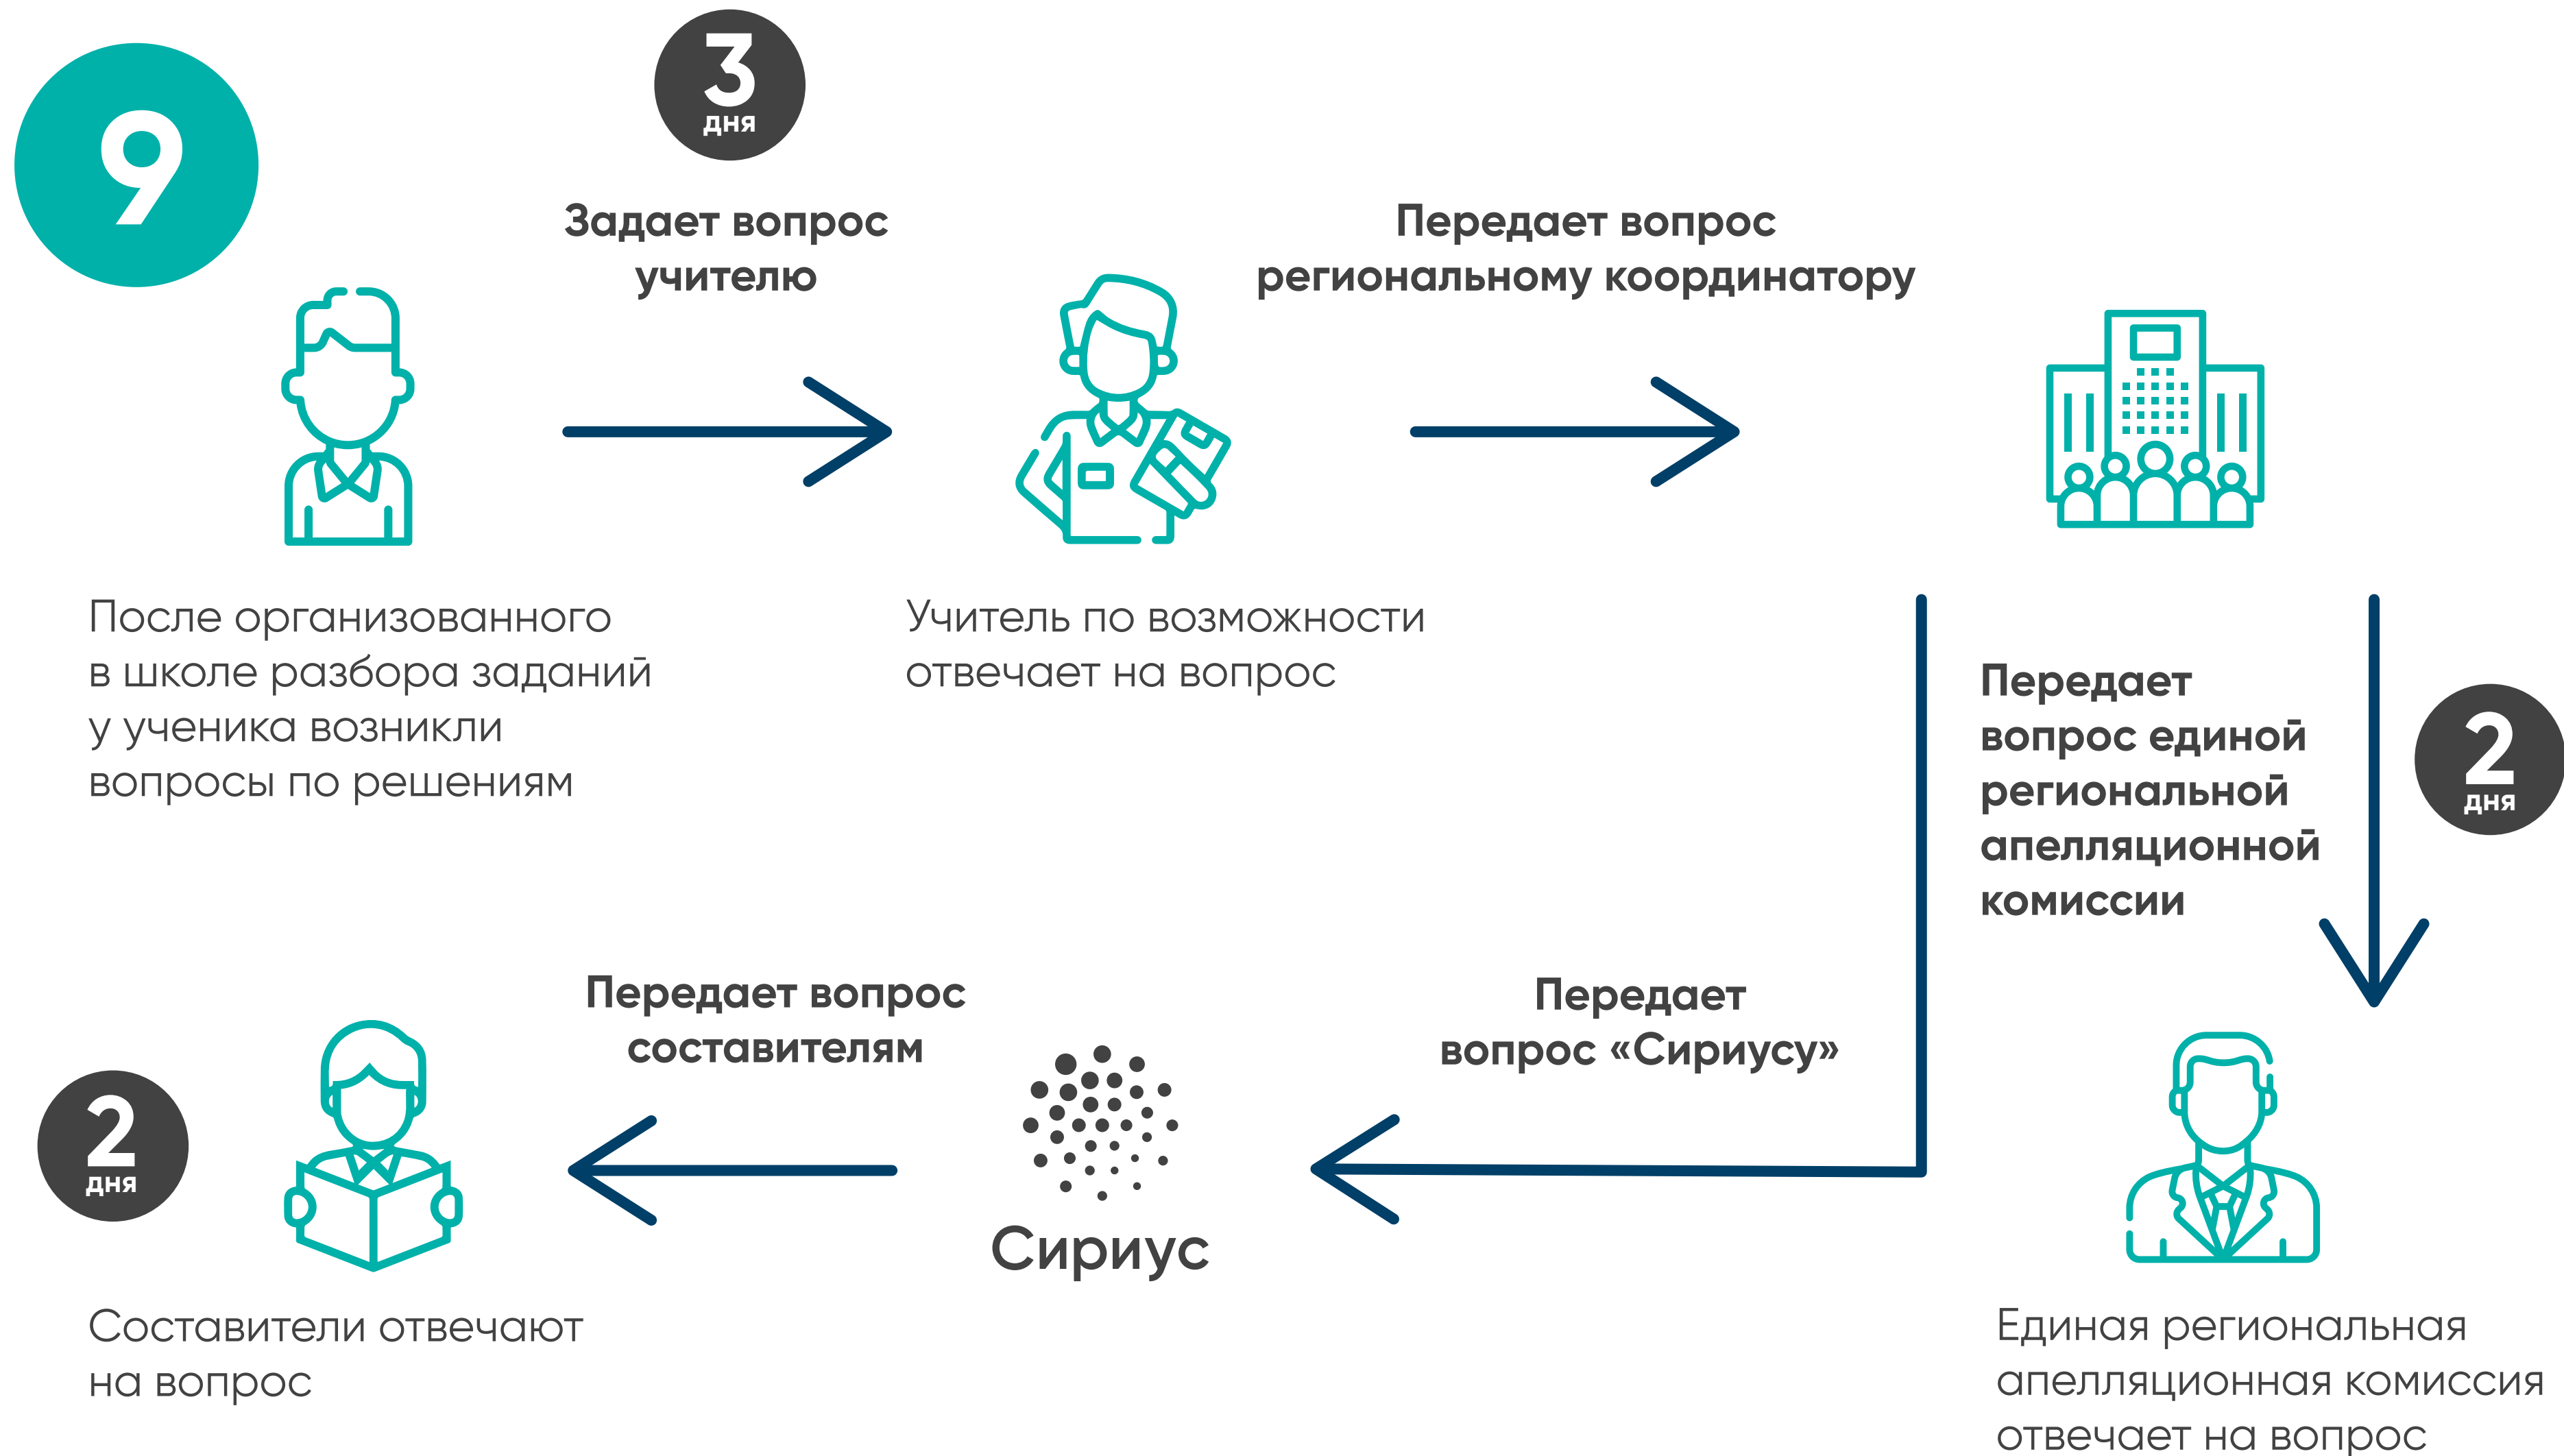 9
3
дня
Задает вопрос
учителю
Передает вопрос
региональному координатору
После организованного
в школе разбора заданий
у ученика возникли
вопросы по решениям
Учитель по возможности
отвечает на вопрос
Передает
вопрос единой
региональной
апелляционной
комиссии
2
дня
Передает вопрос
составителям
Передает
вопрос «Сириусу»
2
дня
Сириус
Составители отвечают
на вопрос
Единая региональная
апелляционная комиссия
отвечает на вопрос